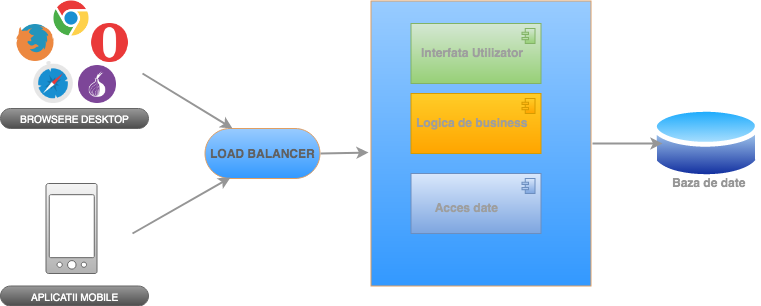 BROWSERE DESKTOP
APLICATII MOBILE
LOAD BALANCER
Interfata Utilizator
Logica de business
Acces date
Baza de date